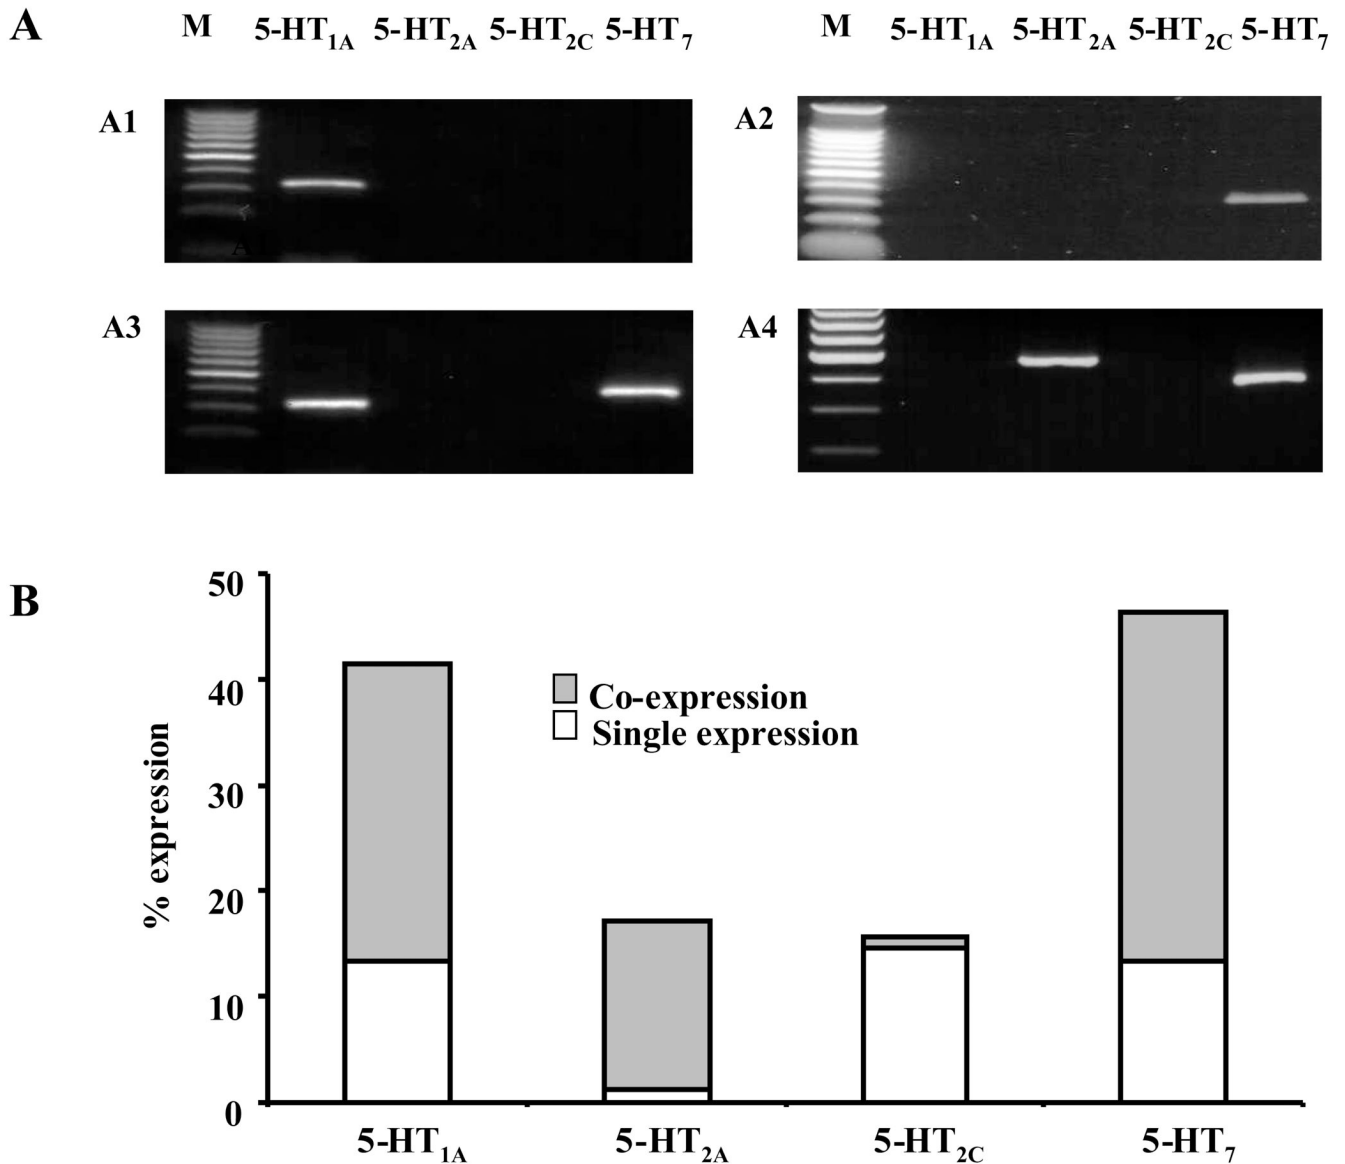 A
M 5-HT1A 5-HT2A 5-HT2C 5-HT7
M 5-HT1A 5-HT2A 5-HT2C 5-HT7
A1
A2
A3
A4
B
50
40
30
20
10
0
% expression
Co-expression
Single expression
5-HT1A 5-HT2A 5-HT2C 5-HT7